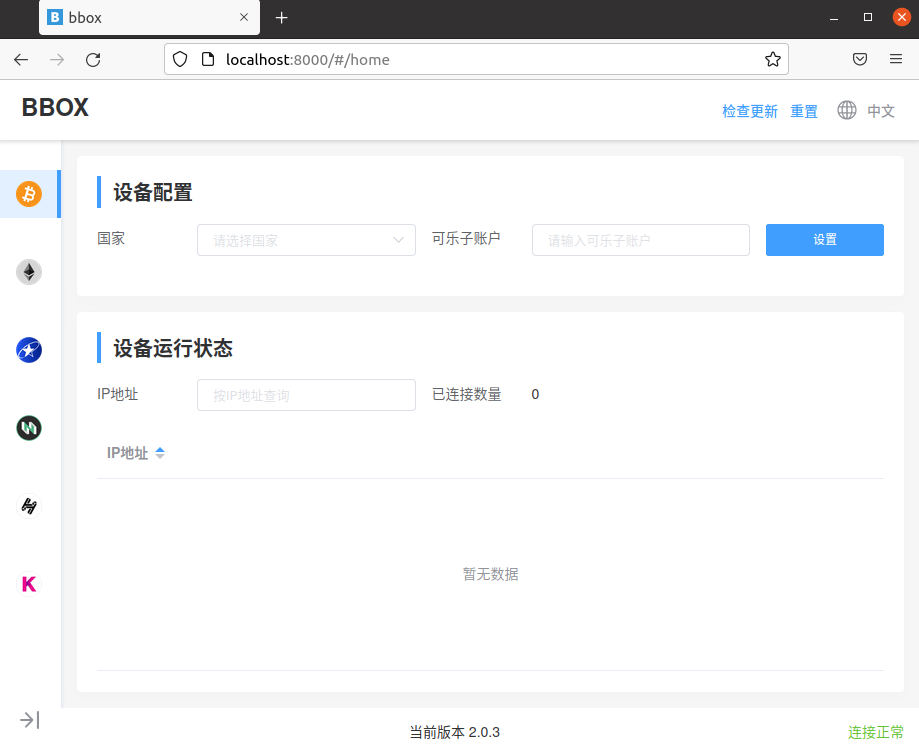 bbox
localhost:8000/#/home
BBOX
检查更新 重置 中文
设备配置
国家 请选择国家 可乐子账户 请输入可乐子账户 设置
设备运行状态
IP地址 按IP地址查询 已连接数量 0
IP地址
暂无数据
当前版本 2.0.3
连接正常